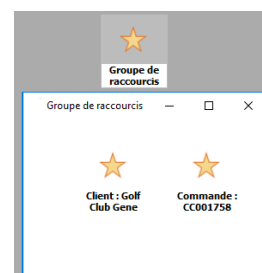 Groupe de
raccourcis
Groupe de raccourcis
Client : Golf
Club Gene
Commande :
CC001758